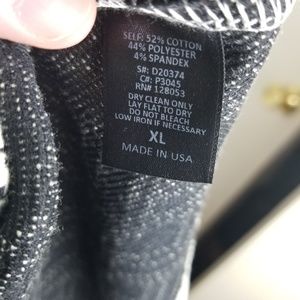 SELF: 52% COTTON
44% POLYESTER
4% SPANDEX
S#: D20374
C#: P3045
RN# 128053
DRY CLEAN ONLY
LAY FLAT TO DRY
DO NOT BLEACH
LOW IRON IF NECESSARY
XL
MADE IN USA